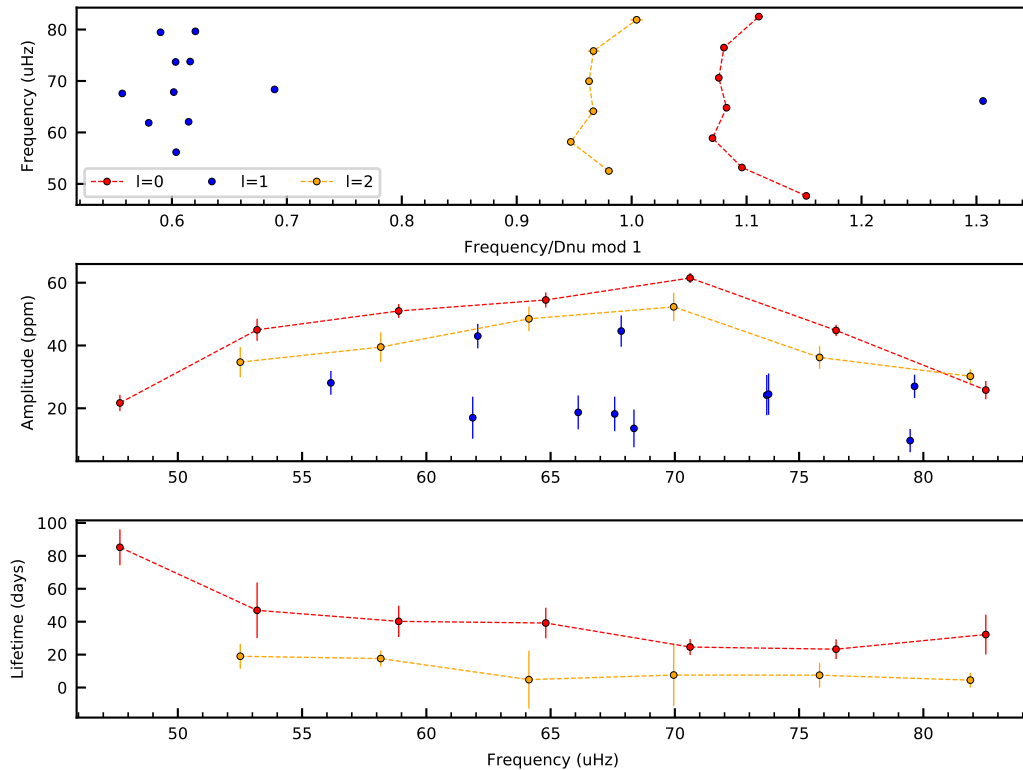 Frequency (uHz)
80
70
60
50
l=0 l=1 l=2
0.6 0.7 0.8 0.9 1.0 1.1 1.2 1.3
Frequency/Dnu mod 1
Amplitude (ppm)
60
40
20
50 55 60 65 70 75 80
Lifetime (days)
100
80
60
40
20
0
50 55 60 65 70 75 80
Frequency (uHz)